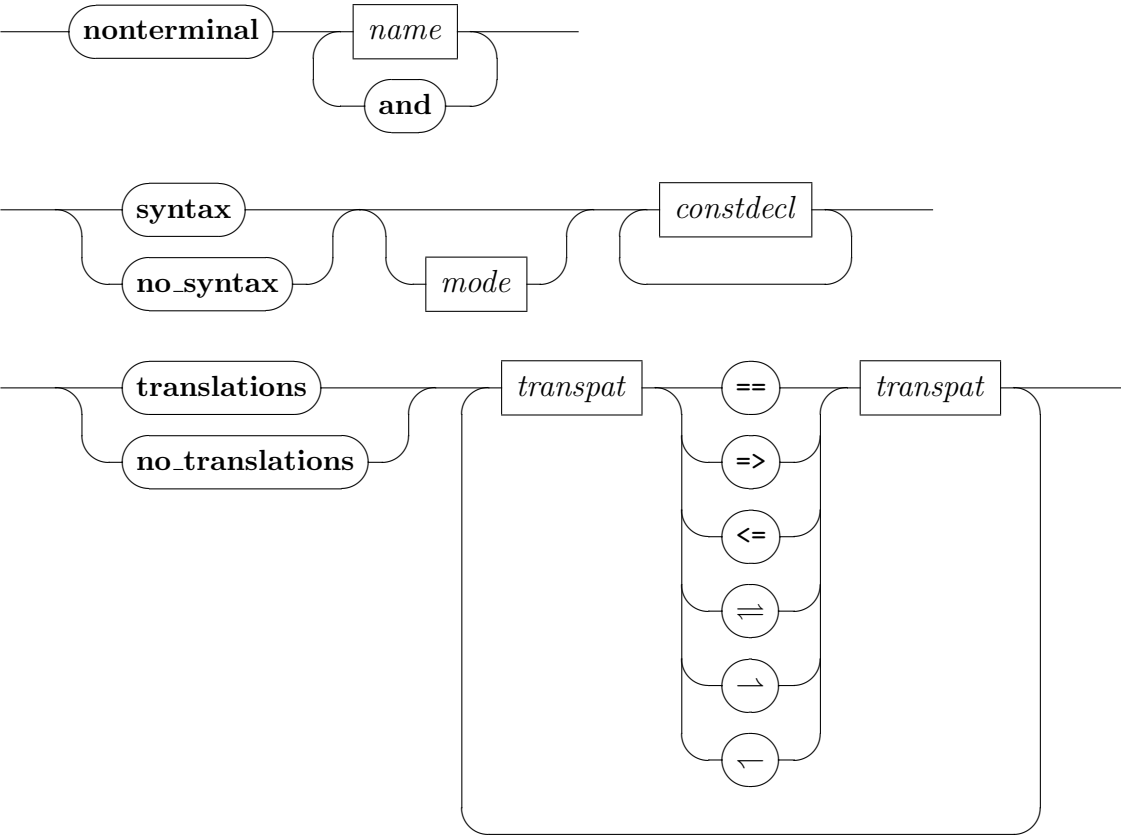 nonterminal name
and
syntax constdecl
no_syntax mode
translations transpat == transpat
no_translations =>
<=
⇌
⇀
↽